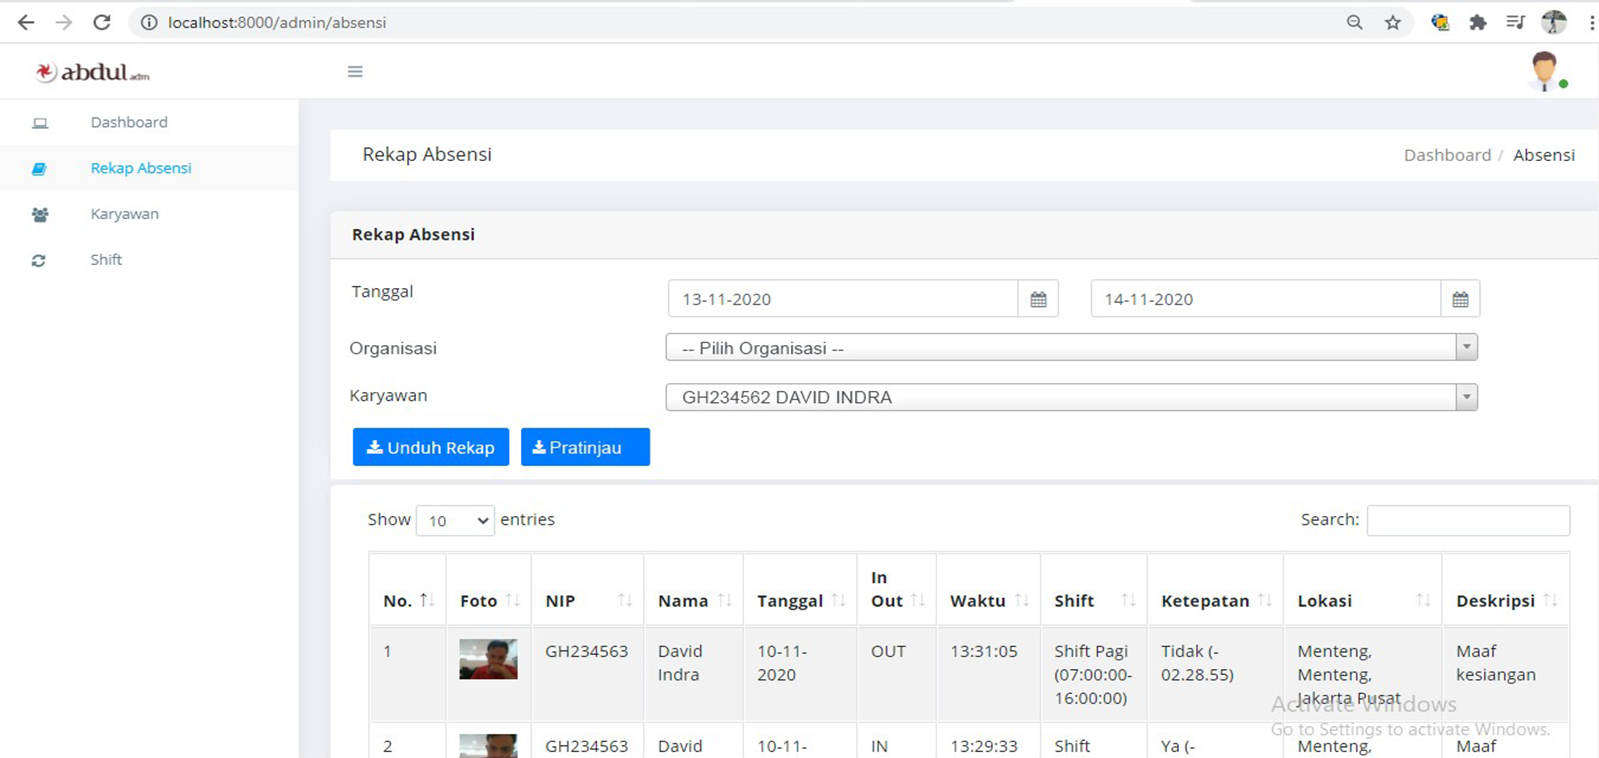 localhost:8000/admin/absensi
abdul adm
Dashboard
Rekap Absensi
Karyawan
Shift
Rekap Absensi
Dashboard / Absensi
Rekap Absensi
Tanggal
13-11-2020
14-11-2020
Organisasi
-- Pilih Organisasi --
Karyawan
GH234562 DAVID INDRA
Unduh Rekap
Pratinjau
Show 10 entries
Search:
No. Foto NIP Nama Tanggal In Out Waktu Shift Ketepatan Lokasi Deskripsi
1 GH234563 David Indra 10-11-2020 OUT 13:31:05 Shift Pagi (07:00:00-16:00:00) Tidak (-02.28.55) Menteng, Menteng, Jakarta Pusat Maaf kesiangan
2 GH234563 David 10-11- IN 13:29:33 Shift Ya (- Menteng, Maaf
Activate Windows
Go to Settings to activate Windows.